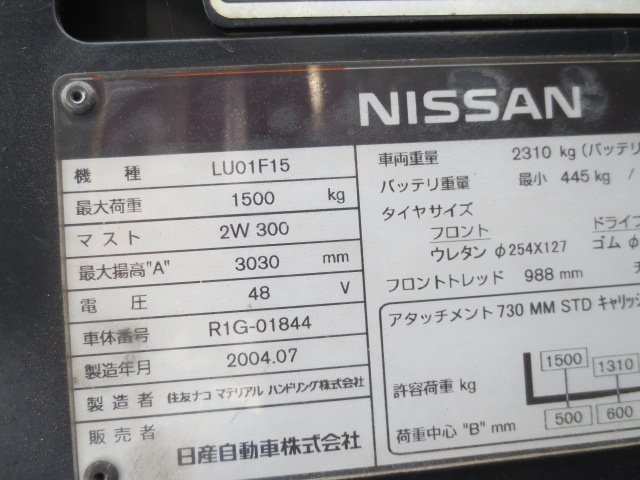 NISSAN
機種 LU01F15
最大荷重 1500 kg
マスト 2W 300
最大揚高"A" 3030 mm
電圧 48 V
車体番号 R1G-01844
製造年月 2004.07
製造者 住友ナコ マテリアル ハンドリング株式会社
販売者 日産自動車株式会社
車両重量 2310 kg (バッテリ
バッテリ重量 最小 445 kg /
タイヤサイズ
フロント ドライブ
ウレタン φ254X127 ゴム φ
フロントトレッド 988 mm
アタッチメント 730 MM STD キャリッジ
1500 1310
許容荷重 kg
荷重中心 "B" mm 500 600